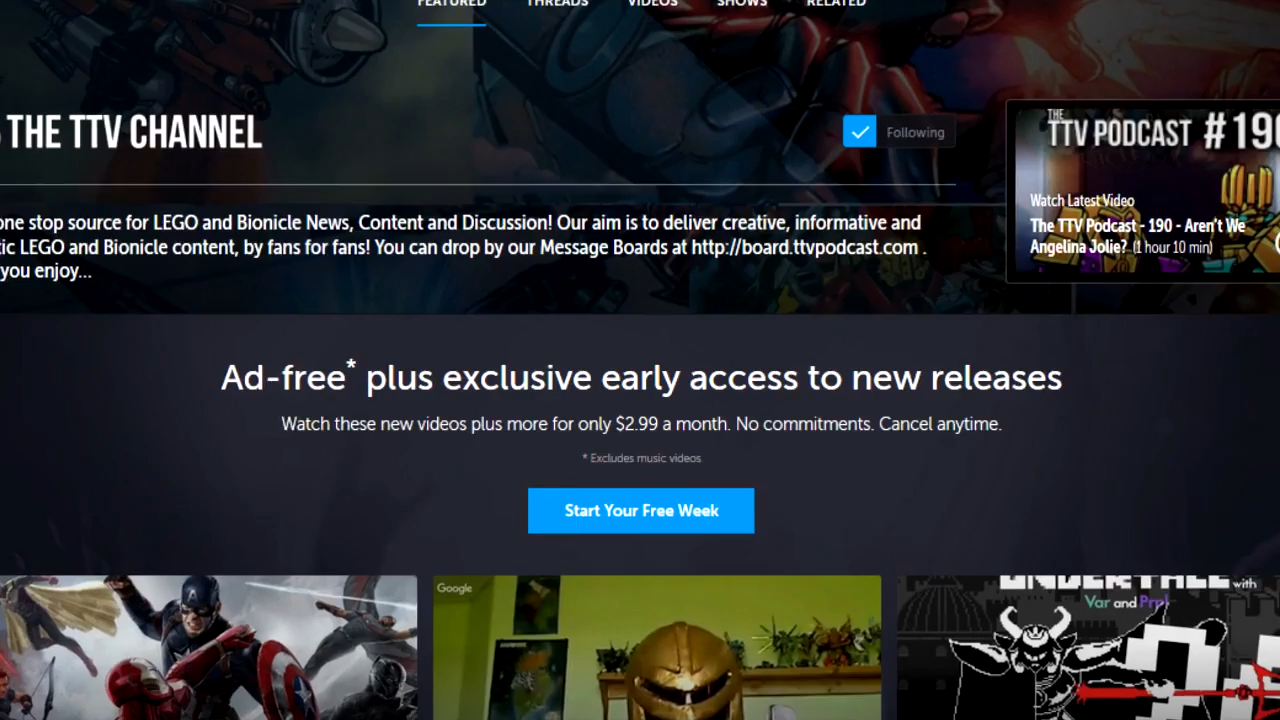 FEATURED THREADS VIDEOS SHOWS RELATED
THE TTV CHANNEL
Following
one stop source for LEGO and Bionicle News, Content and Discussion! Our aim is to deliver creative, informative and
LEGO and Bionicle content, by fans for fans! You can drop by our Message Boards at http://board.ttvpodcast.com .
you enjoy...
THE
TTV PODCAST #190
Watch Latest Video
The TTV Podcast - 190 - Aren't We
Angelina Jolie? (1 hour 10 min)
Ad-free* plus exclusive early access to new releases
Watch these new videos plus more for only $2.99 a month. No commitments. Cancel anytime.
* Excludes music videos
Start Your Free Week
Google
UNDERTALE with
Var and Prpl